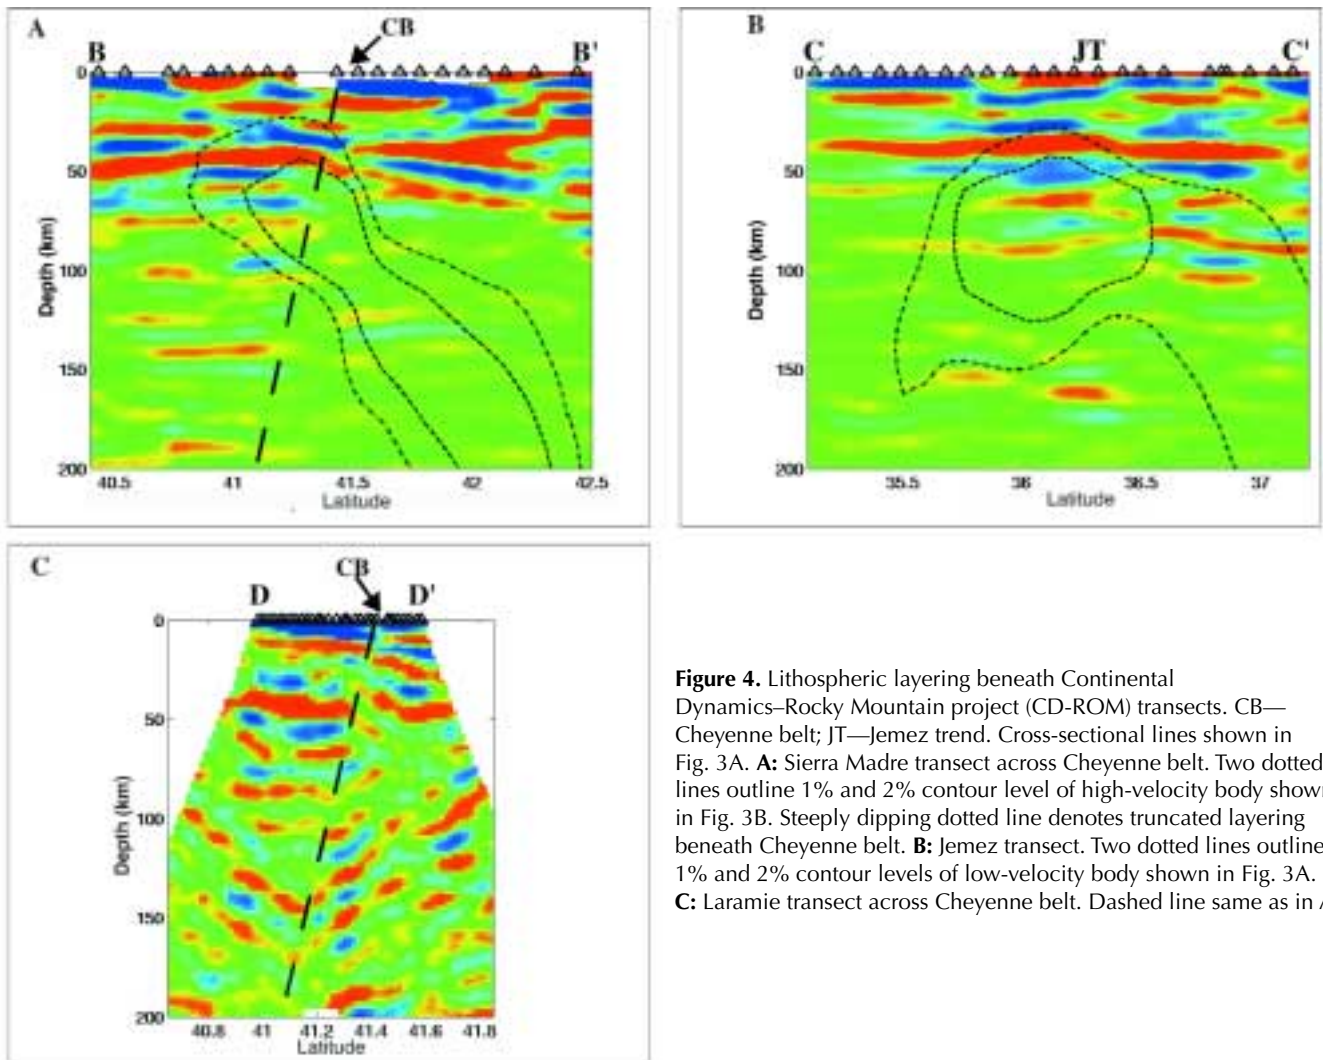 A
CB
B
B'
0
50
100
150
200
Depth (km)
40.5
41
41.5
42
42.5
Latitude
B
C
JT
C'
0
50
100
150
200
Depth (km)
35.5
36
36.5
37
Latitude
C
CB
D
D'
0
50
100
150
200
Depth (km)
40.8
41
41.2
41.4
41.6
41.8
Latitude
Figure 4. Lithospheric layering beneath Continental
Dynamics–Rocky Mountain project (CD-ROM) transects. CB—
Cheyenne belt; JT—Jemez trend. Cross-sectional lines shown in
Fig. 3A. A: Sierra Madre transect across Cheyenne belt. Two dotted
lines outline 1% and 2% contour level of high-velocity body shown
in Fig. 3B. Steeply dipping dotted line denotes truncated layering
beneath Cheyenne belt. B: Jemez transect. Two dotted lines outline
1% and 2% contour levels of low-velocity body shown in Fig. 3A.
C: Laramie transect across Cheyenne belt. Dashed line same as in